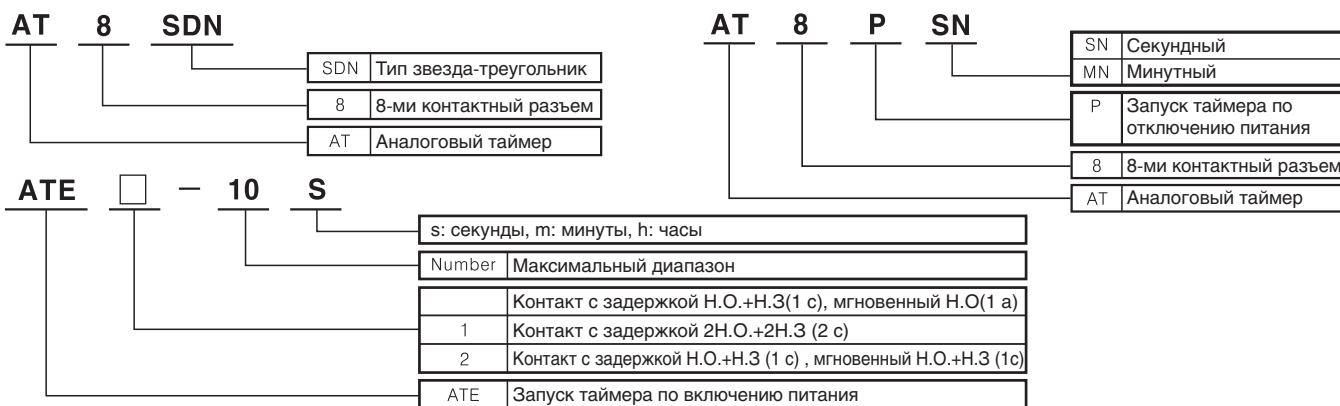 AT 8 SDN
SDN Тип звезда-треугольник
8 8-ми контактный разъем
AT Аналоговый таймер
AT 8 P SN
SN Секундный
MN Минутный
P Запуск таймера по
отключению питания
8 8-ми контактный разъем
AT Аналоговый таймер
ATE □ – 10 S
s: секунды, m: минуты, h: часы
Number Максимальный диапазон
Контакт с задержкой Н.О.+Н.З(1 с), мгновенный Н.О(1 а)
1 Контакт с задержкой 2Н.О.+2Н.З (2 с)
2 Контакт с задержкой Н.О.+Н.З (1 с) , мгновенный Н.О.+Н.З (1с)
ATE Запуск таймера по включению питания